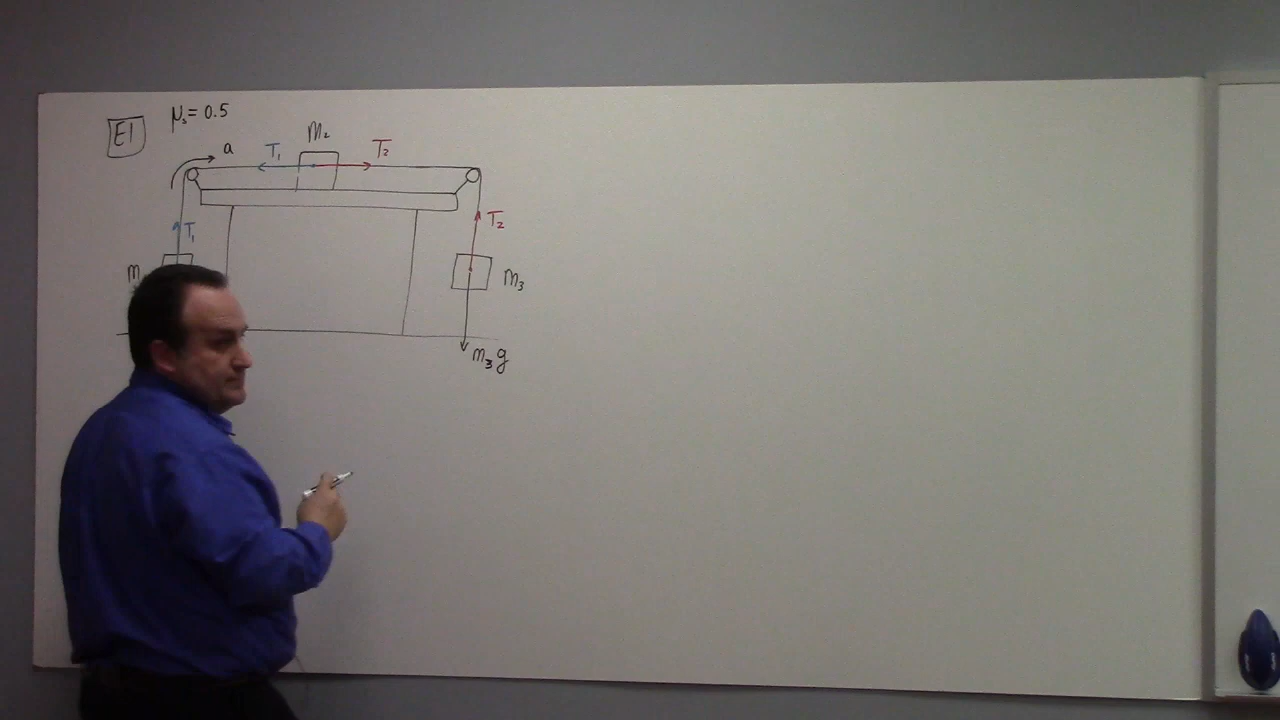 E1 μs = 0.5
m₂
a
T₁ T₂
T₁ T₂
m
m₃
m₃g